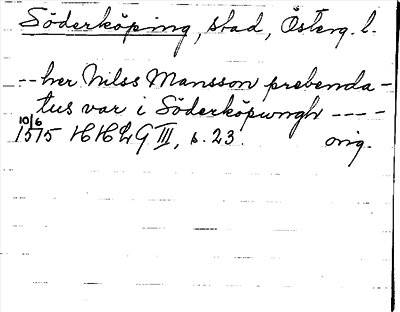 Söderköping, stad, Österg. l.
-- her Nilss Mansson prebenda-
tus var i Söderköpungh ----
10/6
1515 HHLG III, s. 23. orig.